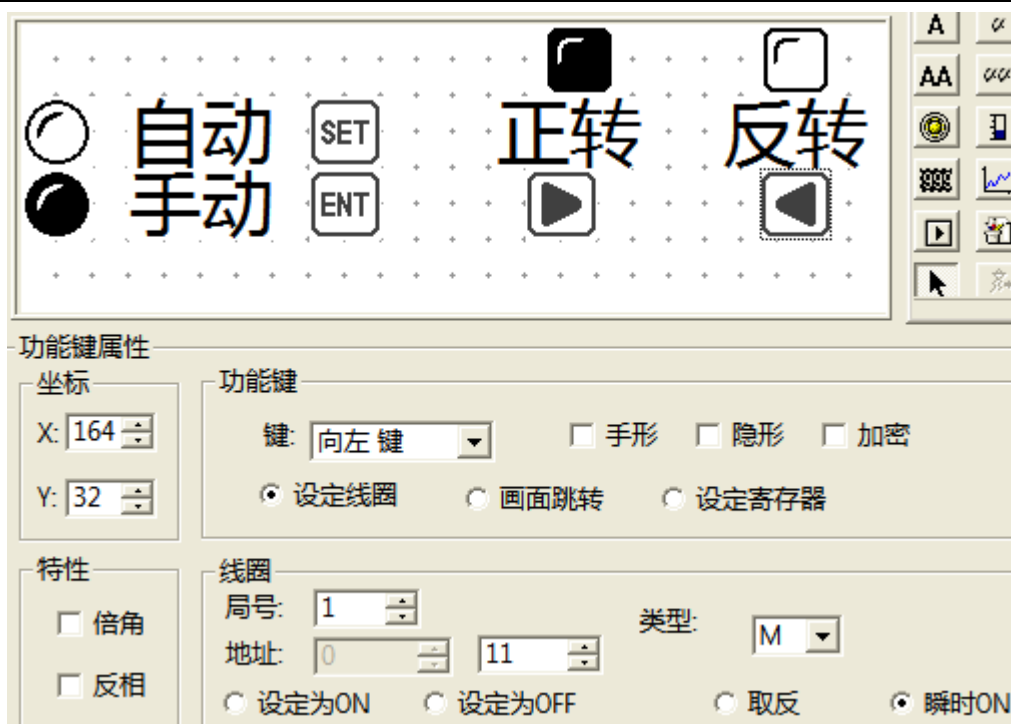 A
AA
自动 SET 正转 反转
手动 ENT
功能键属性
坐标
X: 164
Y: 32
功能键
键: 向左 键 手形 隐形 加密
设定线圈 画面跳转 设定寄存器
特性
倍角
反相
线圈
局号: 1
地址: 0 11 类型: M
设定为ON 设定为OFF 取反 瞬时ON